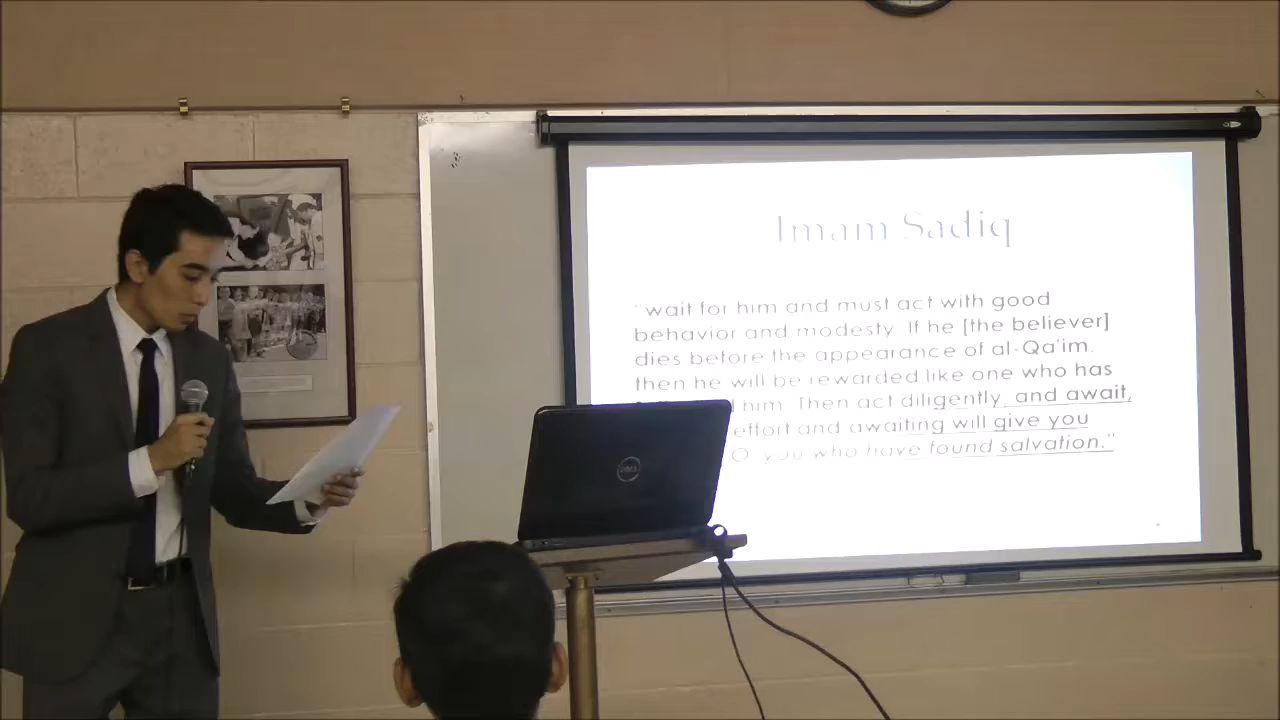 Imam Sadiq
"wait for him and must act with good
behavior and modesty. If he [the believer]
dies before the appearance of al-Qa'im,
then he will be rewarded like one who has
him. Then act diligently, and await,
effort and awaiting will give you
O, you who have found salvation."
DELL